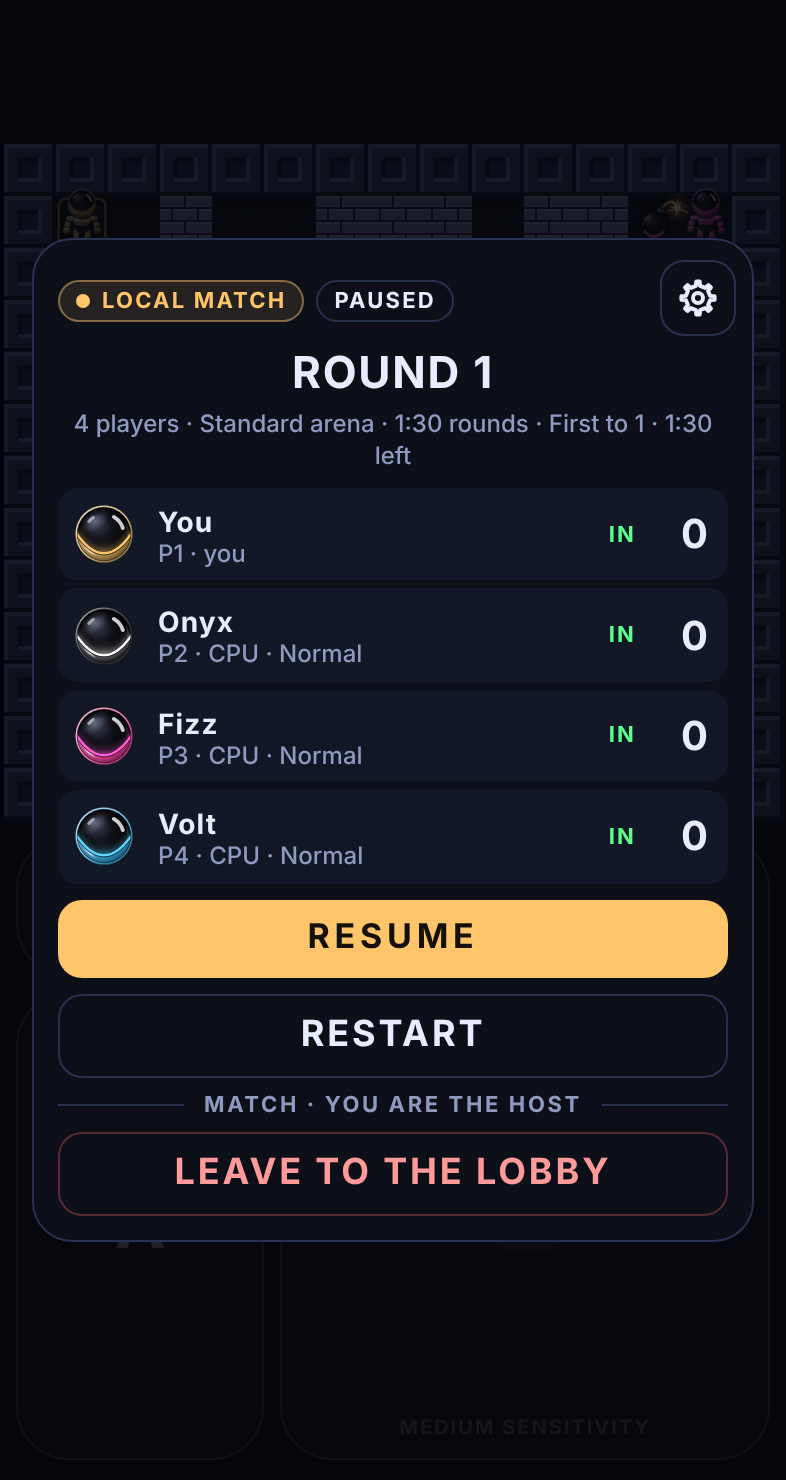 LOCAL MATCH
PAUSED
ROUND 1
4 players · Standard arena · 1:30 rounds · First to 1 · 1:30
left
You
P1 · you
IN
0
Onyx
P2 · CPU · Normal
IN
0
Fizz
P3 · CPU · Normal
IN
0
Volt
P4 · CPU · Normal
IN
0
RESUME
RESTART
MATCH · YOU ARE THE HOST
LEAVE TO THE LOBBY
MEDIUM SENSITIVITY